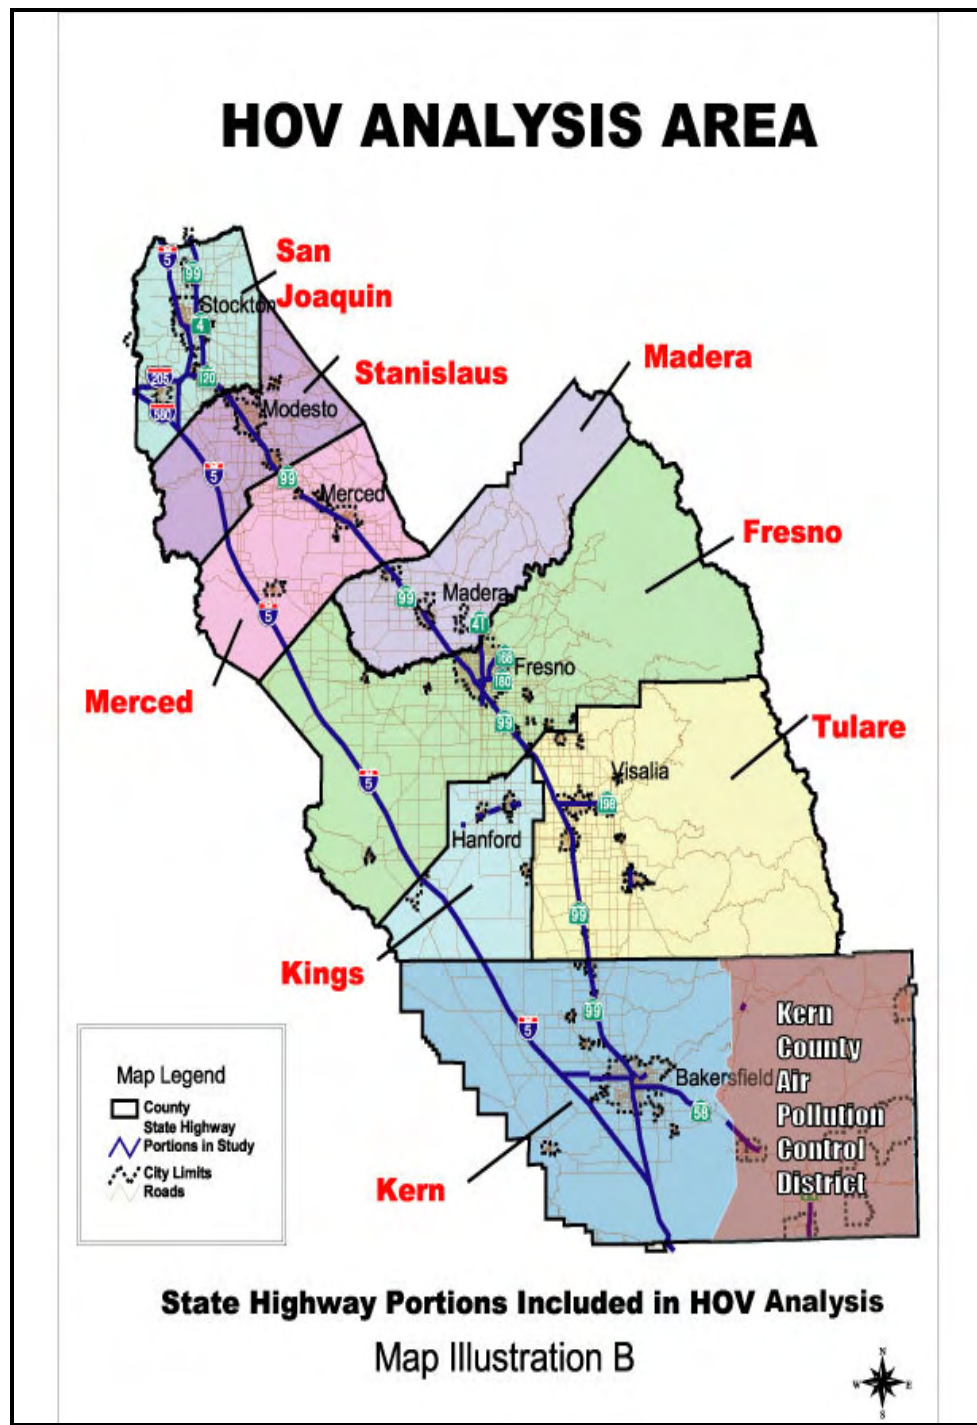 HOV ANALYSIS AREA
San
Joaquin
5
99
Stockton
4
205
120
580
Stanislaus
Modesto
5
99
Madera
Merced
Fresno
5
99
Madera
41
Fresno
180
99
Merced
Tulare
5
Visalia
198
Hanford
99
Kings
Kern
County
Air
Pollution
Control
District
99
5
Bakersfield
58
Kern
Map Legend
County
State Highway
Portions in Study
City Limits
Roads
State Highway Portions Included in HOV Analysis
Map Illustration B
N
W E
S